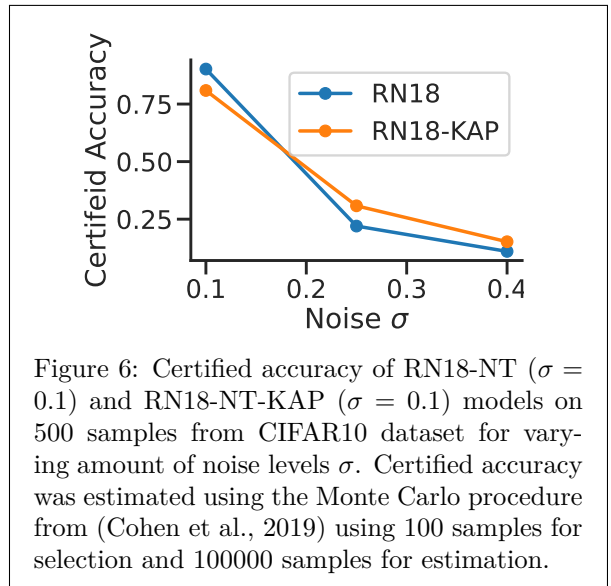 Certifeid Accuracy
0.75
0.50
0.25
RN18
RN18-KAP
0.1 0.2 0.3 0.4
Noise σ
Figure 6: Certified accuracy of RN18-NT (σ =
0.1) and RN18-NT-KAP (σ = 0.1) models on
500 samples from CIFAR10 dataset for vary-
ing amount of noise levels σ. Certified accuracy
was estimated using the Monte Carlo procedure
from (Cohen et al., 2019) using 100 samples for
selection and 100000 samples for estimation.